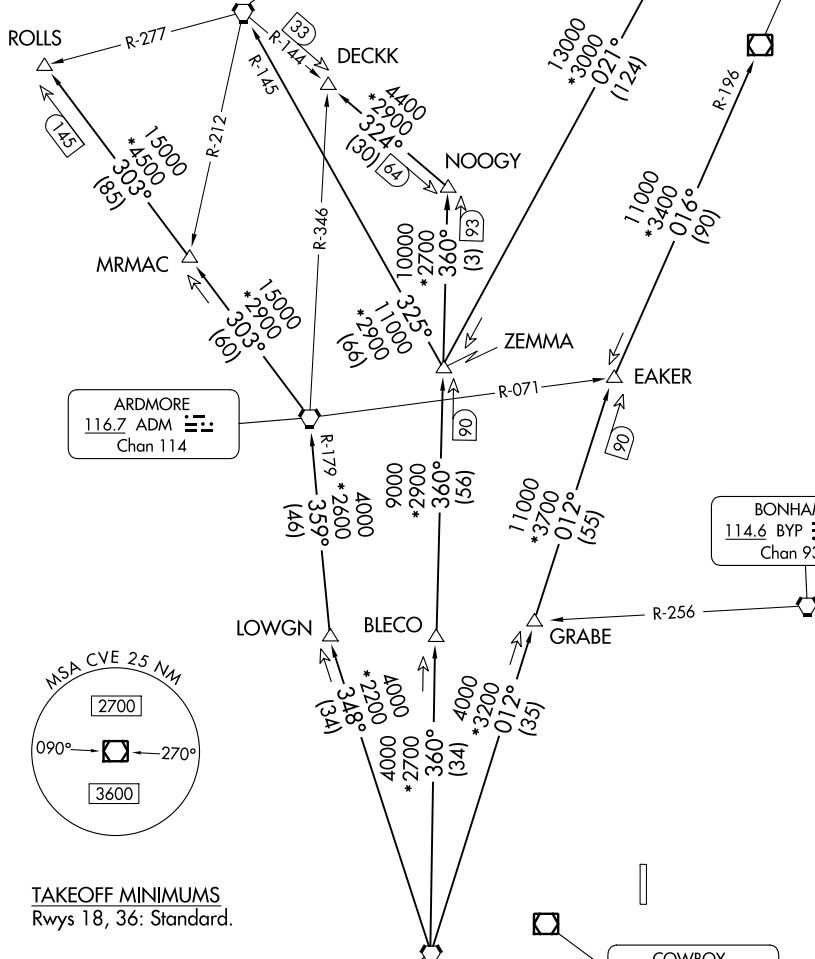 ROLLS
R-277
33
R-144
DECKK
R-145
13000
*3000
021°
(124)
R-196
145
15000
*4500
303°
(85)
R-212
4400
*2900
324°
(30)
64
NOOGY
93
R-346
10000
*2700
360°
(3)
11000
*3400
016°
(90)
MRMAC
15000
*2900
303°
(60)
325°
11000
*2900
(66)
ZEMMA
EAKER
R-071
ARDMORE
116.7 ADM
Chan 114
90
90
R-179
4000
*2600
359°
(46)
9000
*2900
360°
(56)
11000
*3700
012°
(55)
114.6 BYP
R-256
LOWGN
BLECO
GRABE
MSA CVE 25 NM
2700
090°
270°
3600
4000
*2200
348°
(34)
4000
*2700
360°
(34)
4000
*3200
012°
(35)
TAKEOFF MINIMUMS
Rwys 18, 36: Standard.
COWBOY